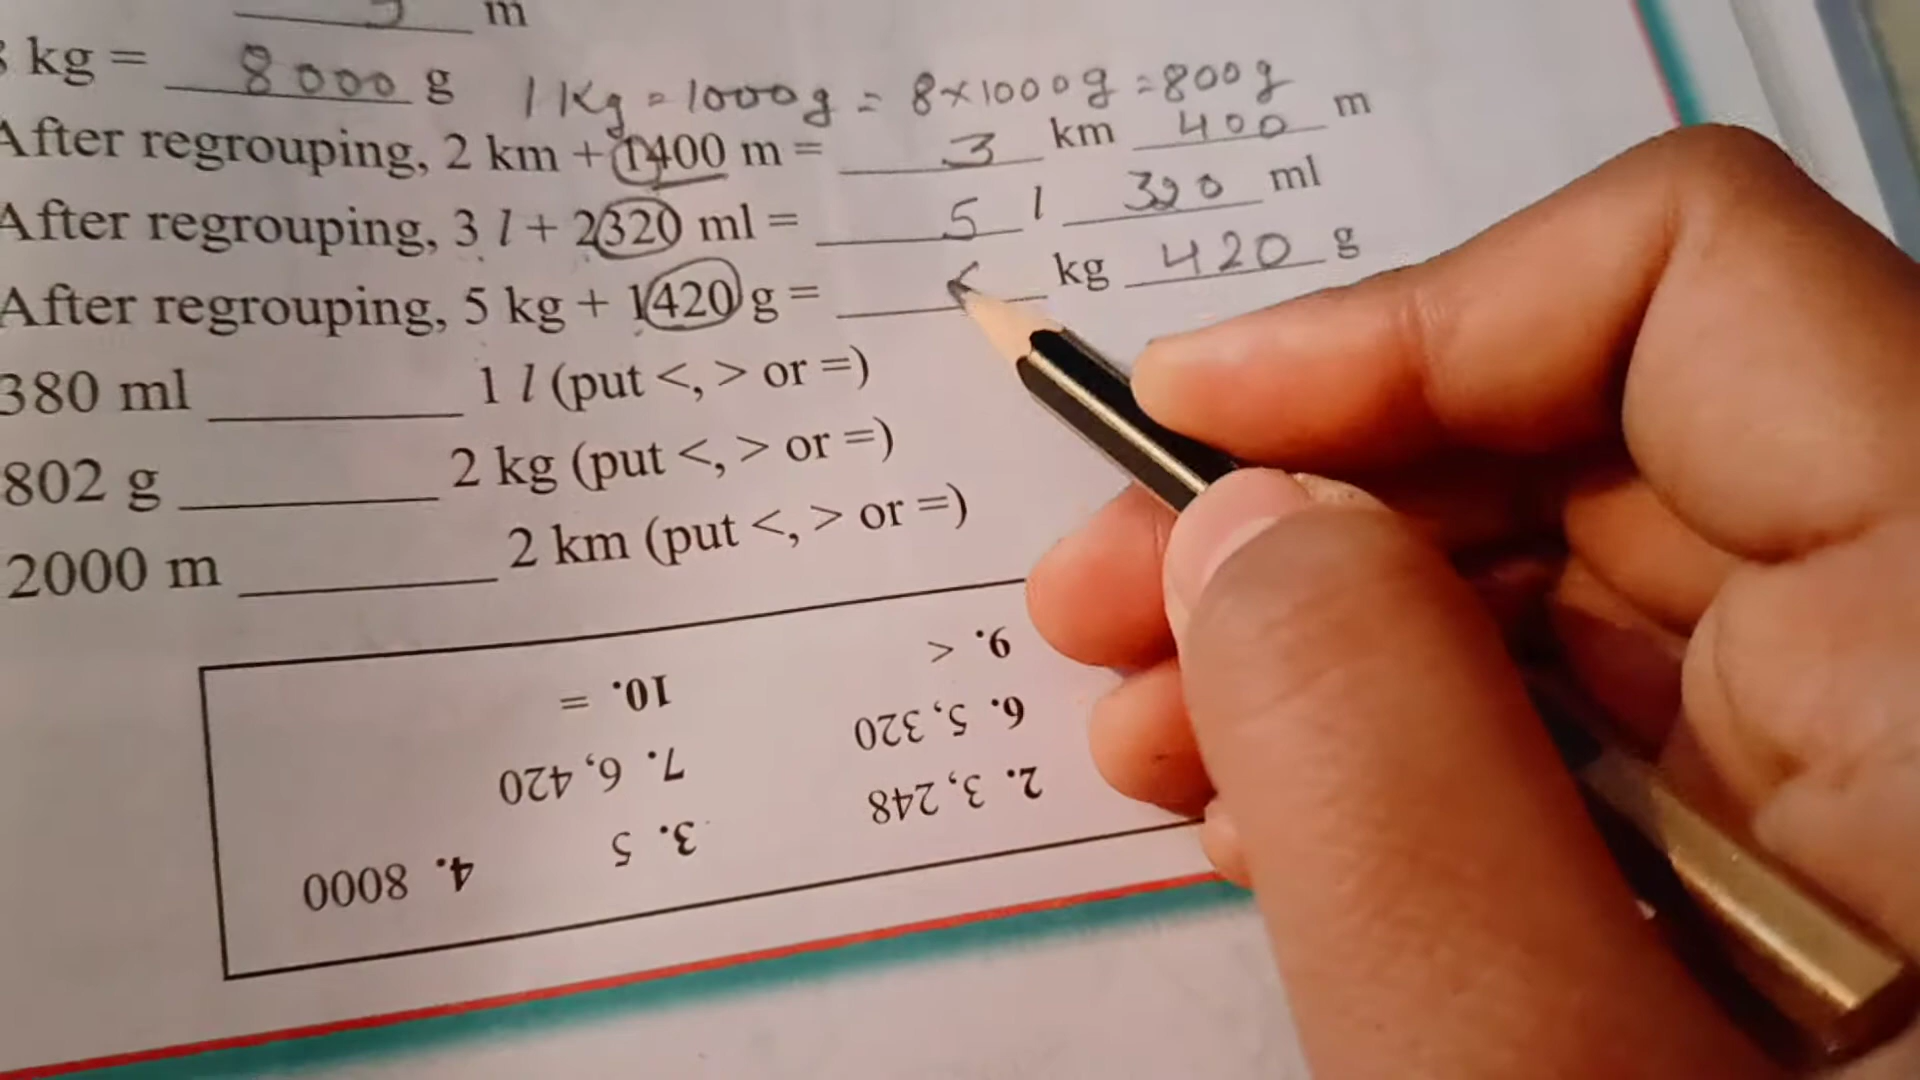 m
kg = 8000 g 1 Kg = 1000g = 8×1000g = 800g
After regrouping, 2 km + 1400 m = 3 km 400 m
After regrouping, 3 l + 2320 ml = 5 l 320 ml
After regrouping, 5 kg + 1420 g = kg 420 g
380 ml 1 l (put <, > or =)
802 g 2 kg (put <, > or =)
2000 m 2 km (put <, > or =)
2. 3, 248 3. 5 4. 8000
6. 5, 320 7. 6, 420
9. < 10. =